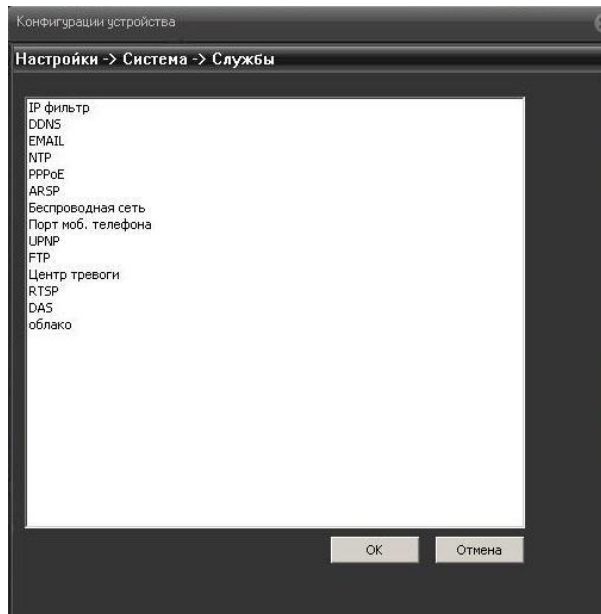 Конфигурации устройства
Настройки -> Система -> Службы
IP фильтр
DDNS
EMAIL
NTP
PPPoE
ARSP
Беспроводная сеть
Порт моб. телефона
UPNP
FTP
Центр тревоги
RTSP
DAS
облако
OK Отмена